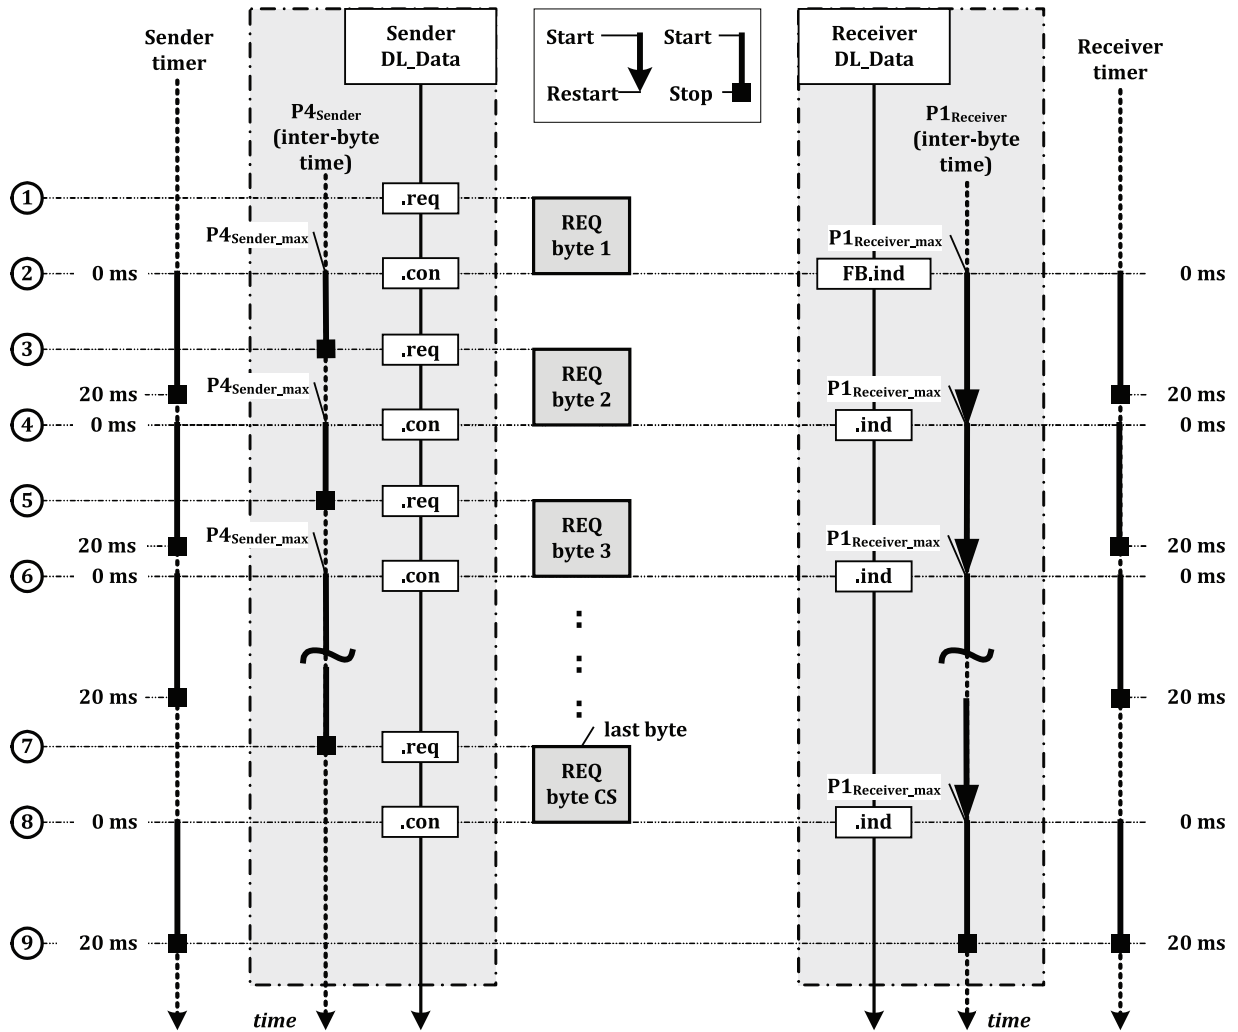 Sender
timer
Sender
DL_Data
Start
Start
Restart
Stop
Receiver
DL_Data
Receiver
timer
P4Sender
(inter-byte
time)
P1Receiver
(inter-byte
time)
1
.req
REQ
byte 1
P4Sender_max
P1Receiver_max
2
0 ms
.con
FB.ind
0 ms
3
.req
REQ
byte 2
20 ms
P4Sender_max
P1Receiver_max
20 ms
4
0 ms
.con
.ind
0 ms
5
.req
REQ
byte 3
20 ms
P4Sender_max
P1Receiver_max
20 ms
6
0 ms
.con
.ind
0 ms
20 ms
20 ms
last byte
7
.req
REQ
byte CS
P1Receiver_max
8
0 ms
.con
.ind
0 ms
9
20 ms
20 ms
time
time